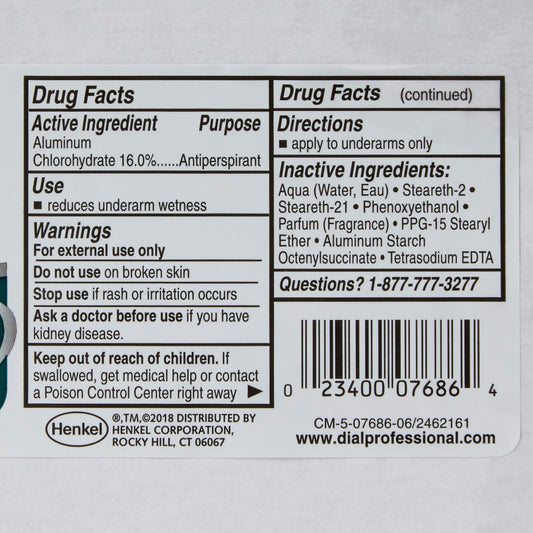 Drug Facts
Active Ingredient Purpose
Aluminum
Chlorohydrate 16.0%......Antiperspirant
Use
■ reduces underarm wetness
Warnings
For external use only
Do not use on broken skin
Stop use if rash or irritation occurs
Ask a doctor before use if you have
kidney disease.
Keep out of reach of children. If
swallowed, get medical help or contact
a Poison Control Center right away ►
Henkel
®,TM,©2018 DISTRIBUTED BY
HENKEL CORPORATION,
ROCKY HILL, CT 06067
Drug Facts (continued)
Directions
■ apply to underarms only
Inactive Ingredients:
Aqua (Water, Eau) • Steareth-2 •
Steareth-21 • Phenoxyethanol •
Parfum (Fragrance) • PPG-15 Stearyl
Ether • Aluminum Starch
Octenylsuccinate • Tetrasodium EDTA
Questions? 1-877-777-3277
0 23400 07686 4
CM-5-07686-06/2462161
www.dialprofessional.com